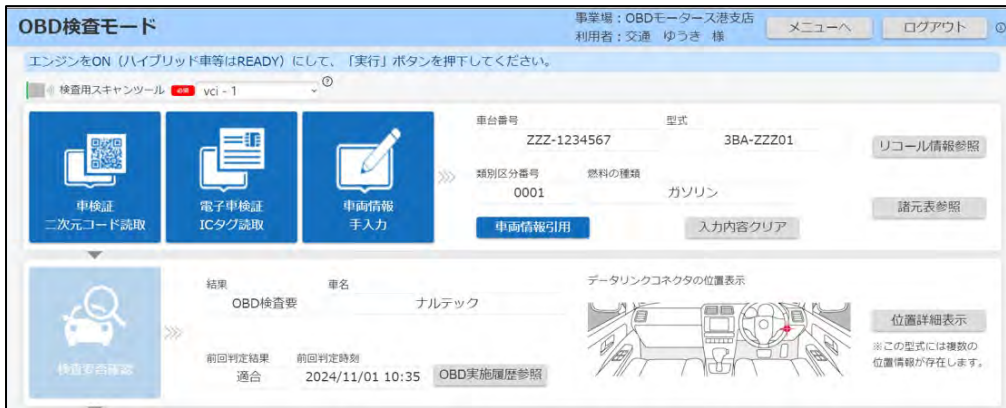 OBD検査モード
事業場：OBDモータース港支店
利用者：交通 ゆうき 様
メニューへ
ログアウト
エンジンをON（ハイブリッド車等はREADY）にして、「実行」ボタンを押下してください。
検査用スキャンツール 必須 vci - 1
車検証
二次元コード読取
電子車検証
ICタグ読取
車両情報
手入力
車台番号
ZZZ-1234567
型式
3BA-ZZZ01
リコール情報参照
類別区分番号
0001
燃料の種類
ガソリン
諸元表参照
車両情報引用
入力内容クリア
検査要否確認
結果
OBD検査要
車名
ナルテック
データリンクコネクタの位置表示
位置詳細表示
※この型式には複数の
位置情報が存在します。
前回判定結果
適合
前回判定時刻
2024/11/01 10:35
OBD実施履歴参照